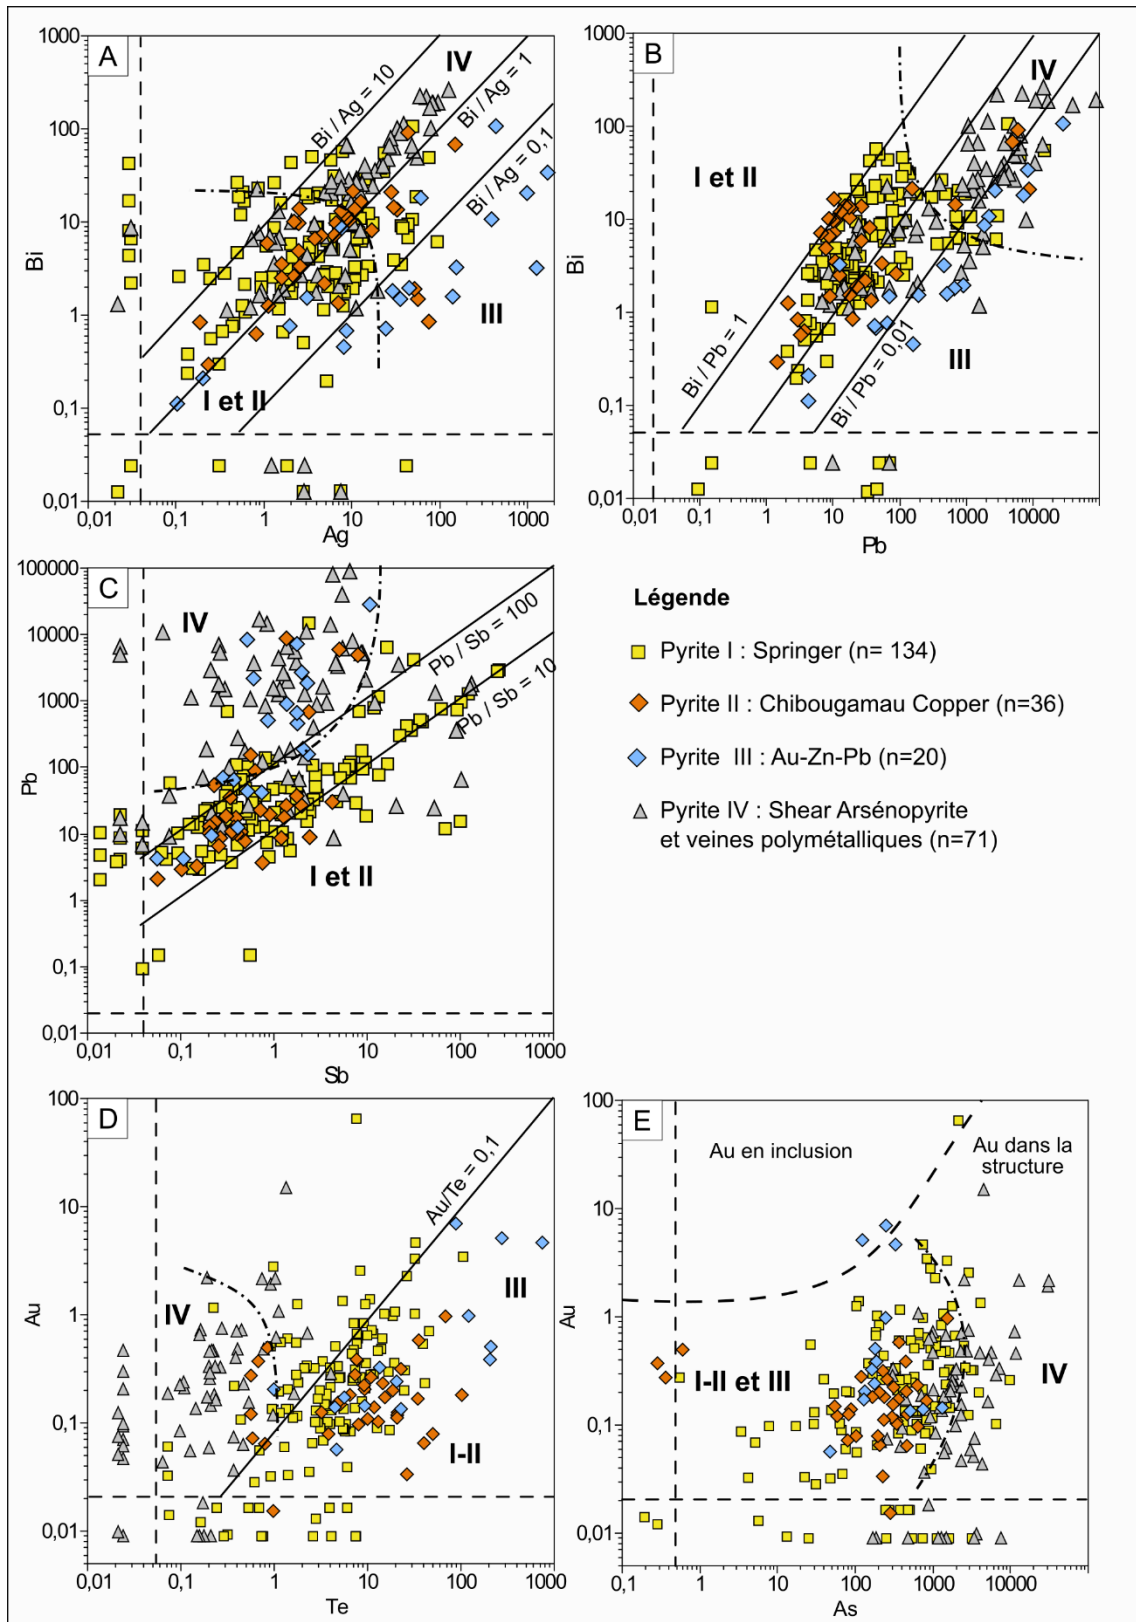 A
1000
100
10
1
0,1
0,01
Bi
0,01
0,1
1
10
100
1000
Ag
Bi / Ag = 10
Bi / Ag = 1
Bi / Ag = 0,1
IV
III
I et II
B
1000
100
10
1
0,1
0,01
Bi
0,01
0,1
1
10
100
1000
10000
Pb
Bi / Pb = 1
Bi / Pb = 0,01
I et II
IV
III
C
100000
10000
1000
100
10
1
0,1
0,01
Pb
0,01
0,1
1
10
100
1000
Sb
Pb / Sb = 100
Pb / Sb = 10
IV
I et II
Légende
Pyrite I : Springer (n= 134)
Pyrite II : Chibougamau Copper (n=36)
Pyrite III : Au-Zn-Pb (n=20)
Pyrite IV : Shear Arsénopyrite
et veines polymétalliques (n=71)
D
100
10
1
0,1
0,01
Au
0,01
0,1
1
10
100
1000
Te
Au/Te = 0,1
IV
III
I-II
E
100
10
1
0,1
0,01
Au
0,1
1
10
100
1000
10000
As
Au en inclusion
Au dans la
structure
I-II et III
IV